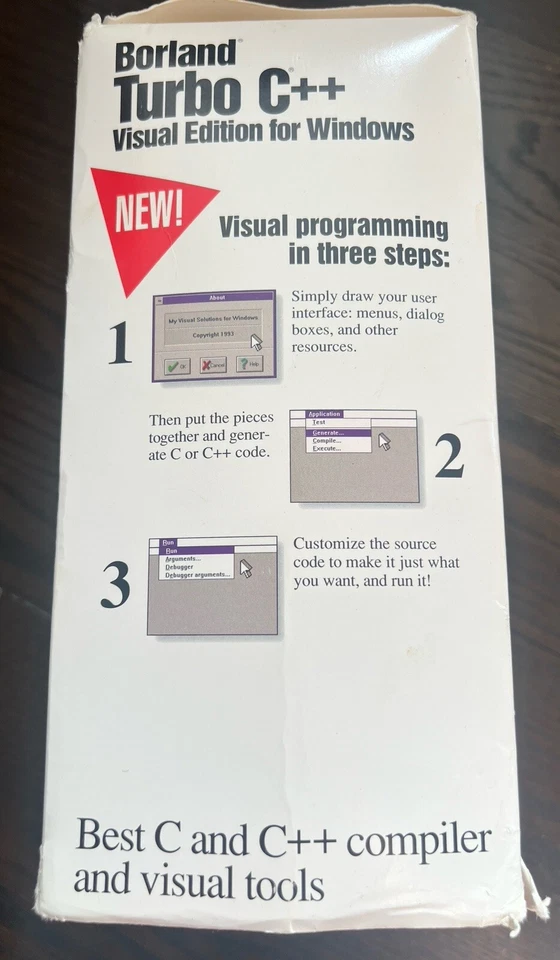 Borland®
Turbo C++
Visual Edition for Windows
NEW!
Visual programming
in three steps:
1
About
My Visual Solutions for Windows
Copyright 1993
OK
Cancel
Help
Simply draw your user
interface: menus, dialog
boxes, and other
resources.
Then put the pieces
together and gener-
ate C or C++ code.
Application
Test
Generate...
Compile...
Execute...
2
3
Run
Run
Arguments...
Debugger
Debugger arguments...
Customize the source
code to make it just what
you want, and run it!
Best C and C++ compiler
and visual tools